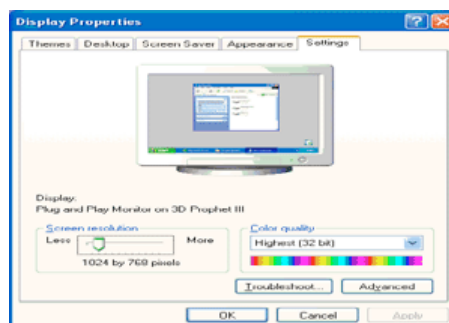 Display Properties
Themes Desktop Screen Saver Appearance Settings
Display:
Plug and Play Monitor on 3D Prophet III
Screen resolution
Less More
1024 by 768 pixels
Color quality
Highest (32 bit)
Troubleshoot... Advanced
OK Cancel Apply